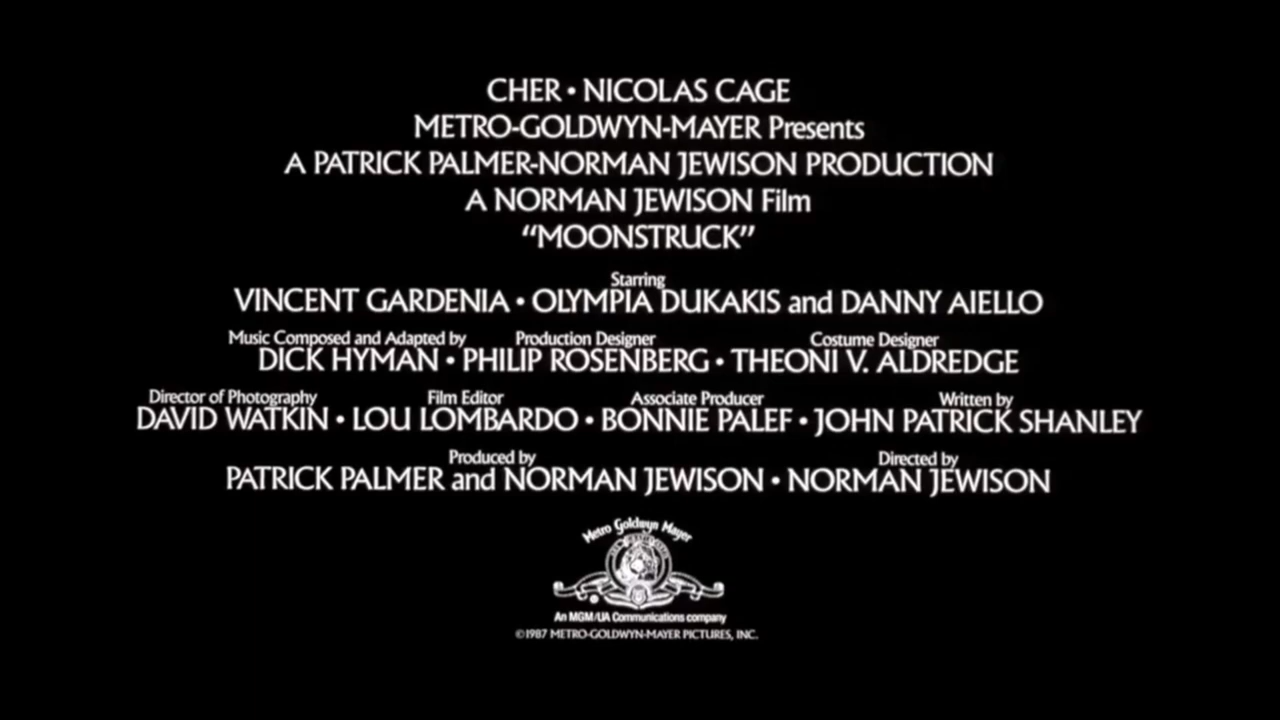 CHER • NICOLAS CAGE
METRO-GOLDWYN-MAYER Presents
A PATRICK PALMER-NORMAN JEWISON PRODUCTION
A NORMAN JEWISON Film
“MOONSTRUCK”
Starring
VINCENT GARDENIA • OLYMPIA DUKAKIS and DANNY AIELLO
Music Composed and Adapted by Production Designer Costume Designer
DICK HYMAN • PHILIP ROSENBERG • THEONI V. ALDREDGE
Director of Photography Film Editor Associate Producer Written by
DAVID WATKIN • LOU LOMBARDO • BONNIE PALEF • JOHN PATRICK SHANLEY
Produced by Directed by
PATRICK PALMER and NORMAN JEWISON • NORMAN JEWISON
Metro Goldwyn Mayer
An MGM/UA Communications company
©1987 METRO-GOLDWYN-MAYER PICTURES, INC.